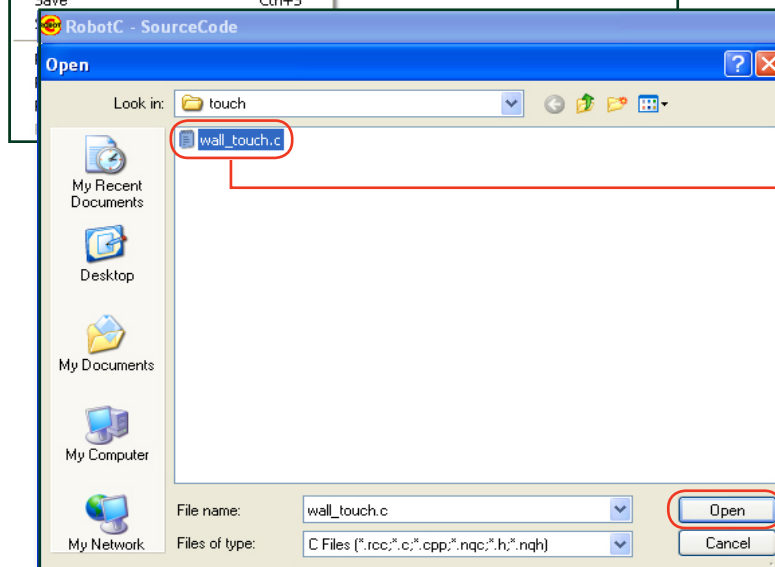 Save Ctrl+S
RobotC - SourceCode
Open
Look in: touch
wall_touch.c
My Recent
Documents
Desktop
My Documents
My Computer
My Network
File name: wall_touch.c Open
Files of type: C Files (*.rcc;*.c;*.cpp;*.nqc;*.h;*.nqh) Cancel